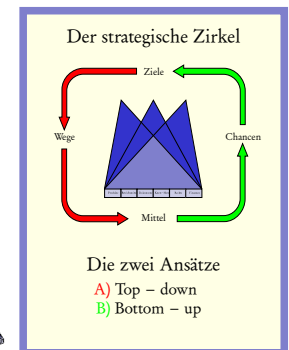 Der strategische Zirkel
Ziele
Wege
Chancen
Mittel
Die zwei Ansätze
A) Top – down
B) Bottom – up